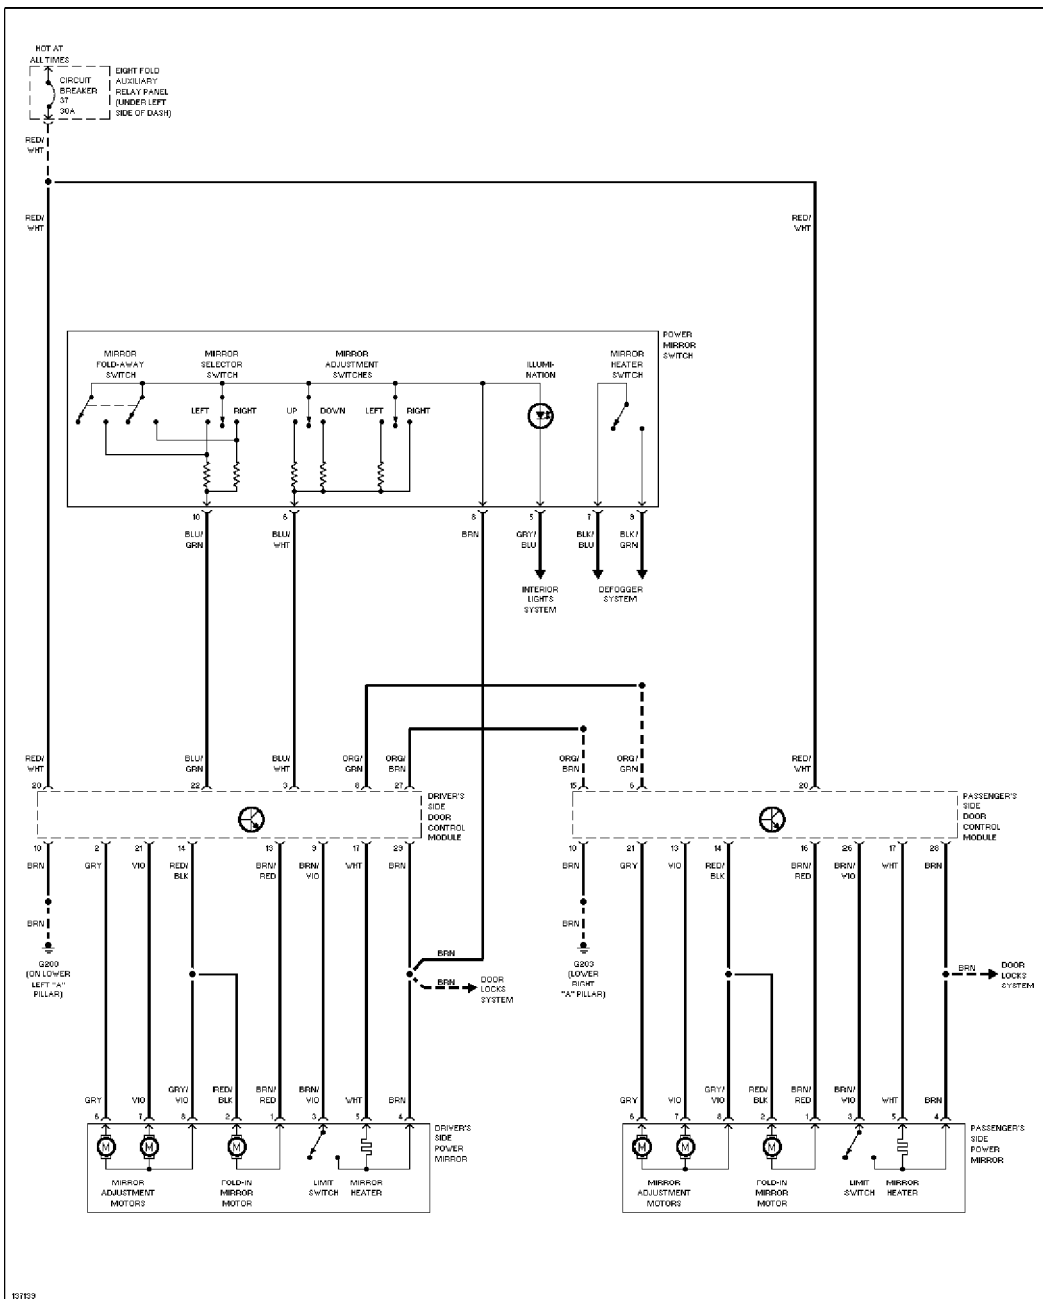 HOT AT
ALL TIMES
CIRCUIT
BREAKER
37
30A
EIGHT FOLD
AUXILIARY
RELAY PANEL
(UNDER LEFT
SIDE OF DASH)
RED/
WHT
RED/
WHT
RED/
WHT
POWER
MIRROR
SWITCH
MIRROR
FOLD-AWAY
SWITCH
MIRROR
SELECTOR
SWITCH
MIRROR
ADJUSTMENT
SWITCHES
ILLUMI-
NATION
MIRROR
HEATER
SWITCH
LEFT RIGHT UP DOWN LEFT RIGHT
10 6 8 5 7 9
BLU/
GRN
BLU/
WHT
BRN
GRY/
BLU
BLK/
BLU
BLK/
GRN
INTERIOR
LIGHTS
SYSTEM
DEFOGGER
SYSTEM
RED/
WHT
BLU/
GRN
BLU/
WHT
ORG/
GRN
ORG/
BRN
ORG/
BRN
ORG/
GRN
RED/
WHT
20 22 3 8 27 15 5 20
DRIVER'S
SIDE
DOOR
CONTROL
MODULE
PASSENGER'S
SIDE
DOOR
CONTROL
MODULE
10 2 21 14 13 9 17 29
BRN GRY VIO
RED/
BLK
BRN/
RED
BRN/
VIO
WHT BRN
10 21 13 14 16 26 17 28
BRN GRY VIO
RED/
BLK
BRN/
RED
BRN/
VIO
WHT BRN
BRN
G200
(ON LOWER
LEFT "A"
PILLAR)
BRN
BRN
DOOR
LOCKS
SYSTEM
BRN
G203
(LOWER
RIGHT
"A" PILLAR)
BRN
DOOR
LOCKS
SYSTEM
GRY VIO
GRY/
VIO
RED/
BLK
BRN/
RED
BRN/
VIO
WHT BRN
6 7 8 2 1 3 5 4
GRY VIO
GRY/
VIO
RED/
BLK
BRN/
RED
BRN/
VIO
WHT BRN
6 7 8 2 1 3 5 4
M M M
DRIVER'S
SIDE
POWER
MIRROR
M M M
PASSENGER'S
SIDE
POWER
MIRROR
MIRROR
ADJUSTMENT
MOTORS
FOLD-IN
MIRROR
MOTOR
LIMIT
SWITCH
MIRROR
HEATER
MIRROR
ADJUSTMENT
MOTORS
FOLD-IN
MIRROR
MOTOR
LIMIT
SWITCH
MIRROR
HEATER
137139